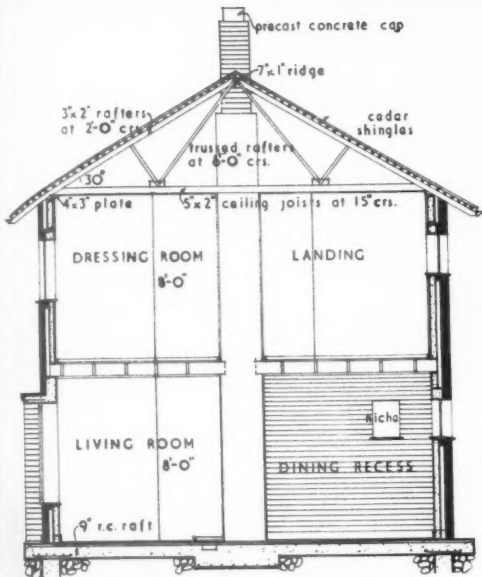 precast concrete cap
7"x1" ridge
3"x2" rafters
at 2'-0" crs.
cedar
shingles
trussed rafters
at 6'-0" crs.
30°
4"x3" plate
5"x2" ceiling joists at 15" crs.
DRESSING ROOM
8'-0"
LANDING
Niche
LIVING ROOM
8'-0"
DINING RECESS
9" r.c. raft